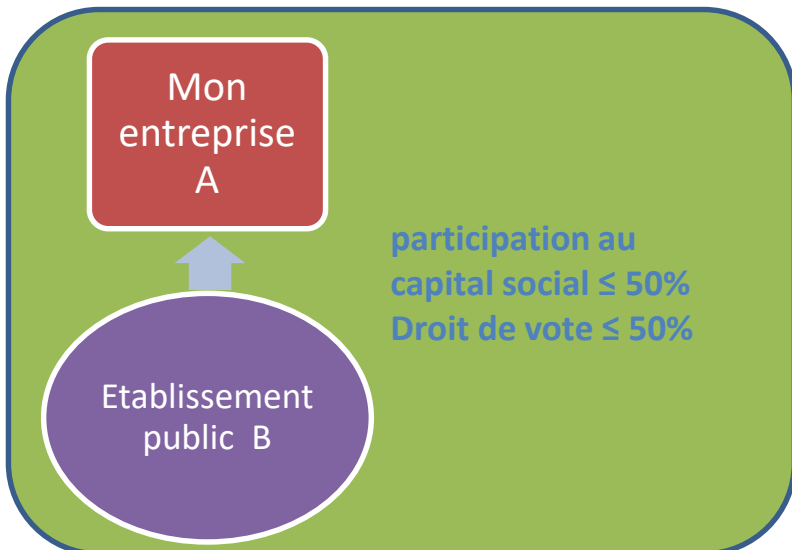 Mon
entreprise
A
participation au
capital social ≤ 50%
Droit de vote ≤ 50%
Etablissement
public B